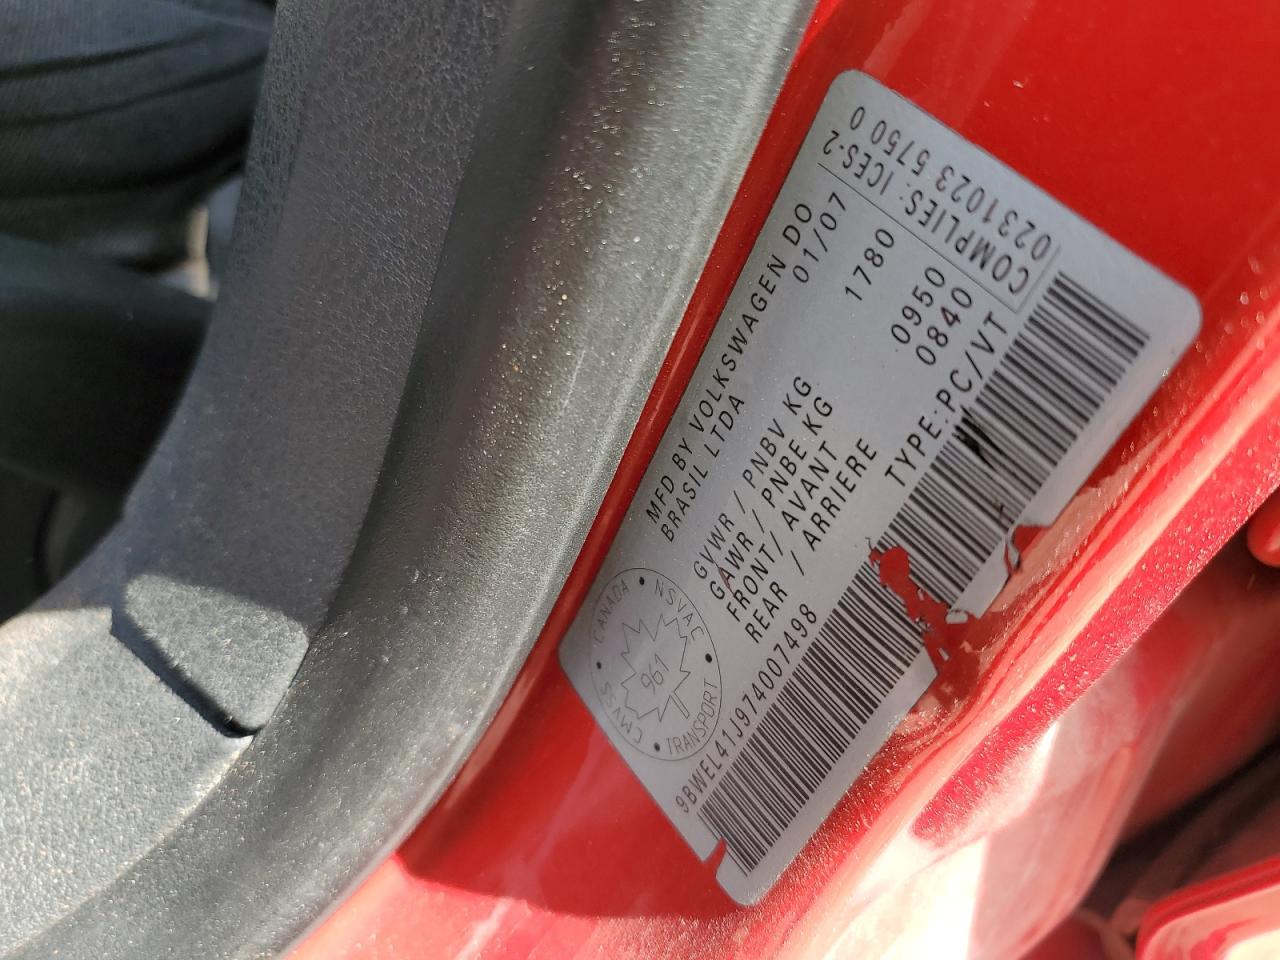 MFD BY VOLKSWAGEN DO
BRASIL LTDA 01/07
GVWR / PNBV KG 1780
GAWR / PNBE KG
FRONT / AVANT 0950
REAR / ARRIERE 0840
TYPE: PC/VT
COMPLIES: ICES-2
0231023 5750 0
CANADA
NSVAC
TRANSPORT
CMVSS
961
9BWEL41J974007498